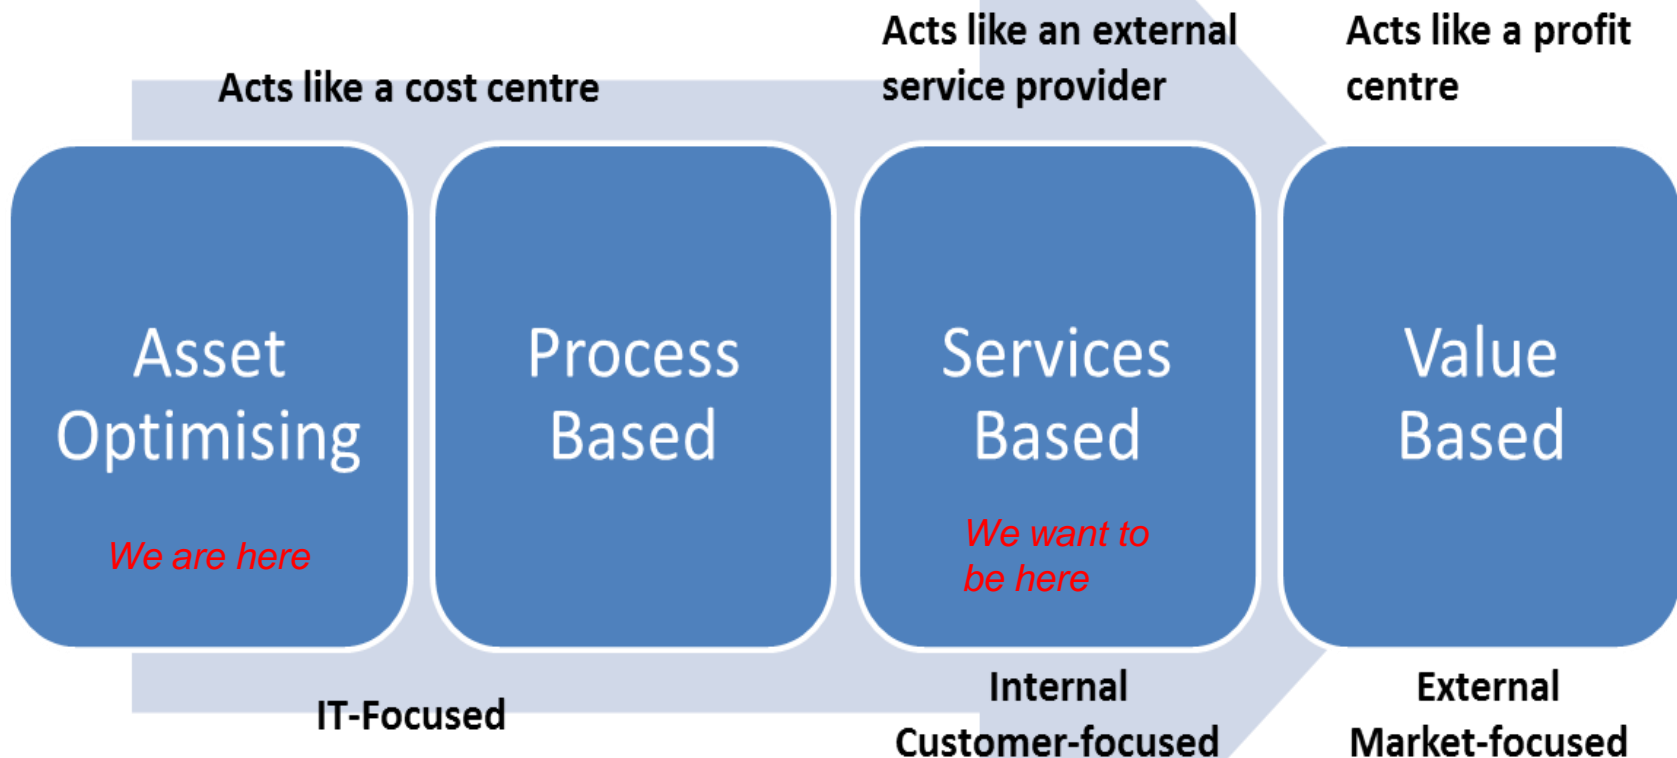 Acts like a cost centre
Acts like an external
service provider
Acts like a profit
centre
Asset
Optimising
We are here
Process
Based
Services
Based
We want to
be here
Value
Based
IT-Focused
Internal
Customer-focused
External
Market-focused